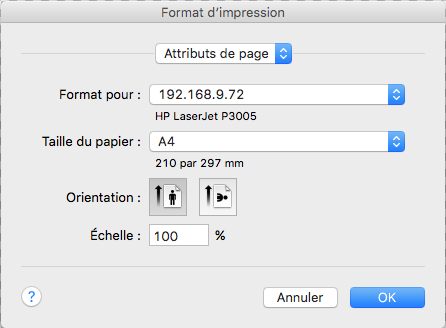 Format d’impression
Attributs de page
Format pour : 192.168.9.72
HP LaserJet P3005
Taille du papier : A4
210 par 297 mm
Orientation :
Échelle : 100 %
? Annuler OK